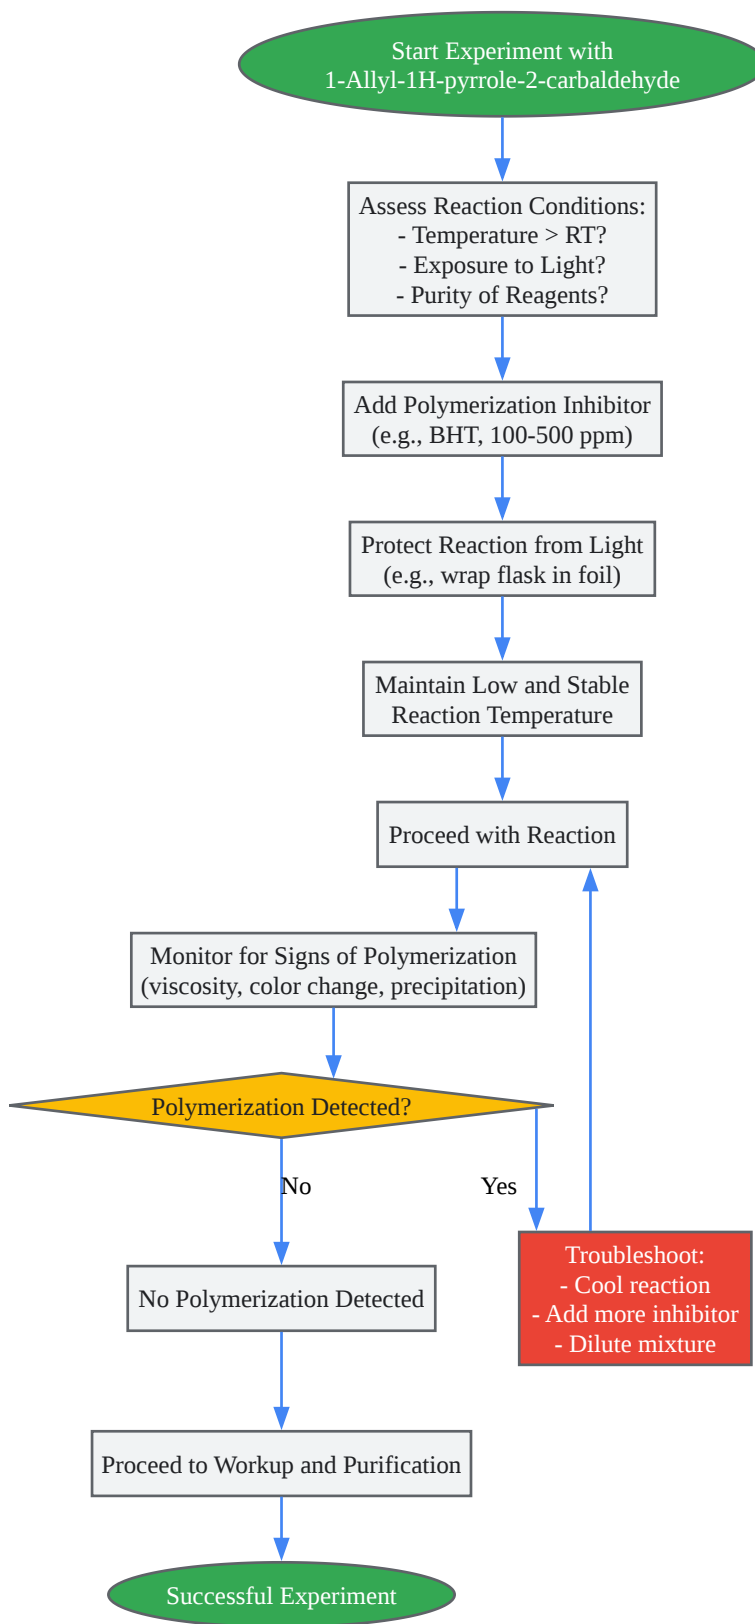 Start Experiment with
1-Allyl-1H-pyrrole-2-carbaldehyde
Assess Reaction Conditions:
- Temperature > RT?
- Exposure to Light?
- Purity of Reagents?
Add Polymerization Inhibitor
(e.g., BHT, 100-500 ppm)
Protect Reaction from Light
(e.g., wrap flask in foil)
Maintain Low and Stable
Reaction Temperature
Proceed with Reaction
Monitor for Signs of Polymerization
(viscosity, color change, precipitation)
Polymerization Detected?
No
Yes
Troubleshoot:
- Cool reaction
- Add more inhibitor
- Dilute mixture
No Polymerization Detected
Proceed to Workup and Purification
Successful Experiment